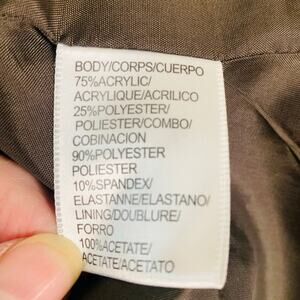 BODY/CORPS/CUERPO
75%ACRYLIC/
ACRYLIQUE/ACRILICO
25%POLYESTER/
POLIESTER/COMBO/
COBINACION
90%POLYESTER
POLIESTER
10%SPANDEX/
ELASTANNE/ELASTANO/
LINING/DOUBLURE/
FORRO
100%ACETATE/
ACETATE/ACETATO